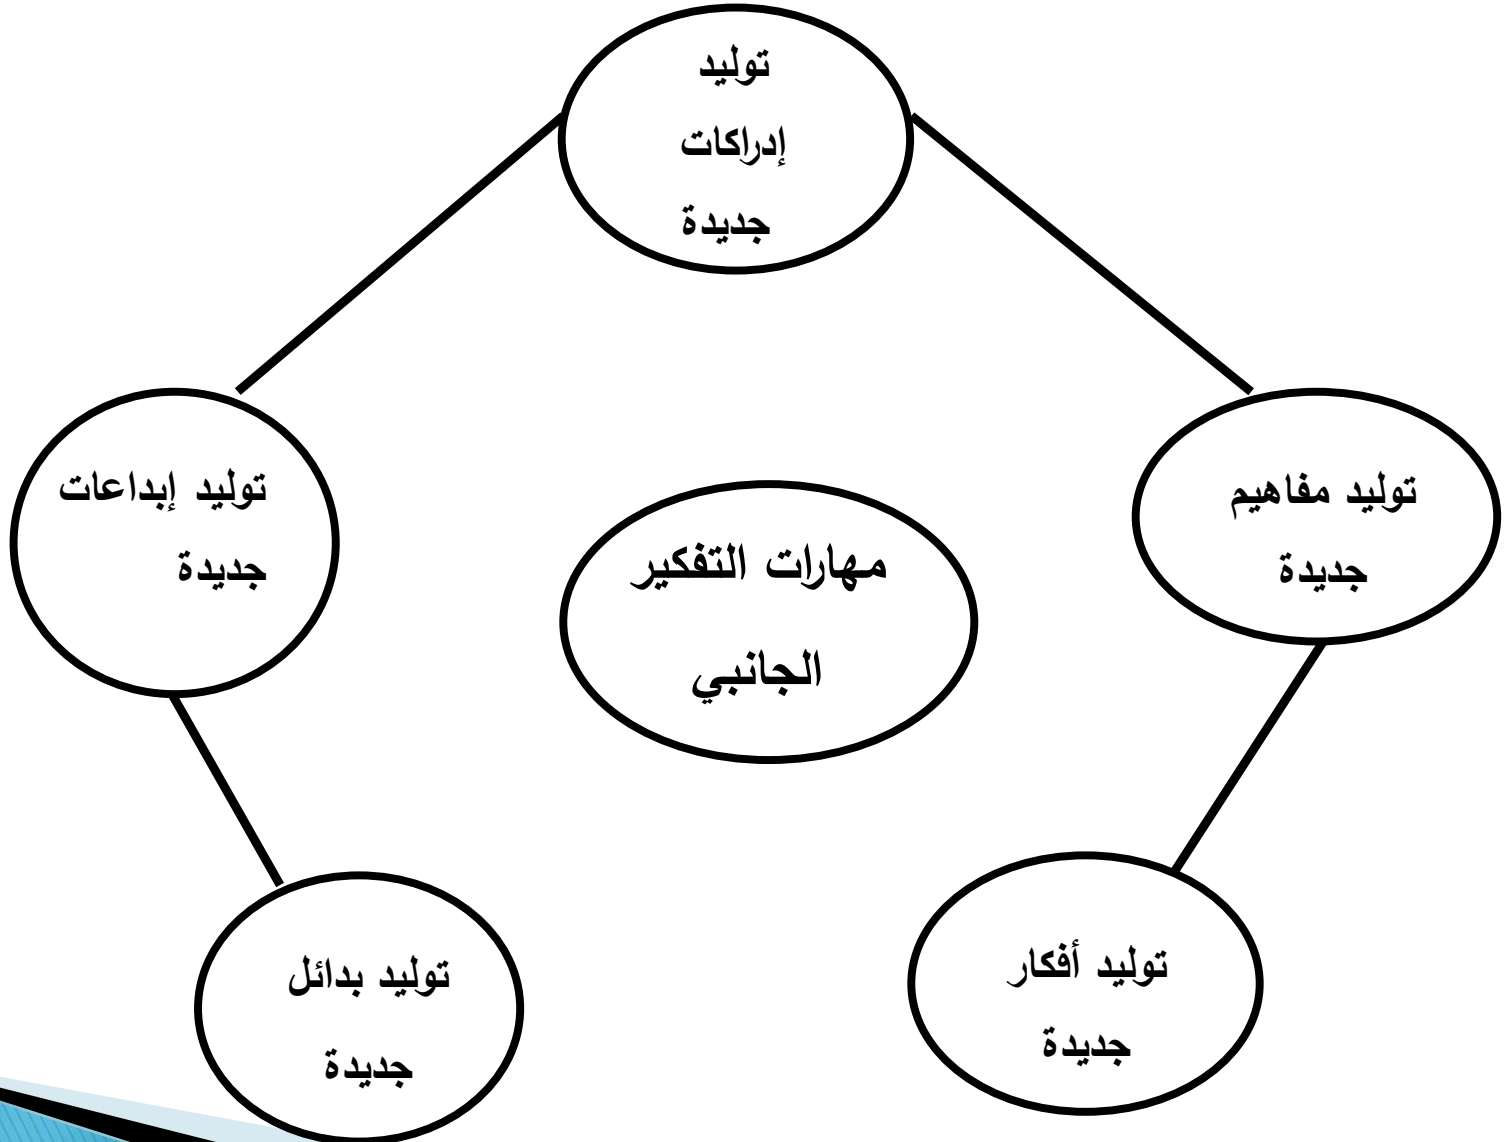 توليد
إدراكات
جديدة
توليد مفاهيم
جديدة
توليد إبداعات
جديدة
مهارات التفكير
الجانبي
توليد أفكار
جديدة
توليد بدائل
جديدة